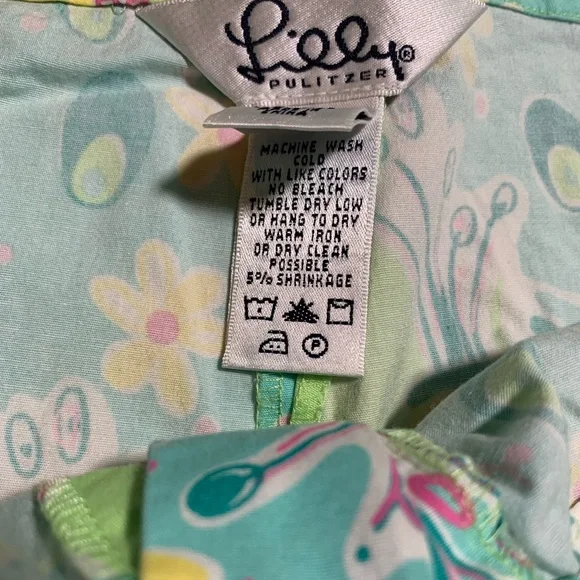 Lilly®
PULITZER
MACHINE WASH
COLD
WITH LIKE COLORS
NO BLEACH
TUMBLE DRY LOW
OR HANG TO DRY
WARM IRON
OR DRY CLEAN
POSSIBLE
5% SHRINKAGE
P